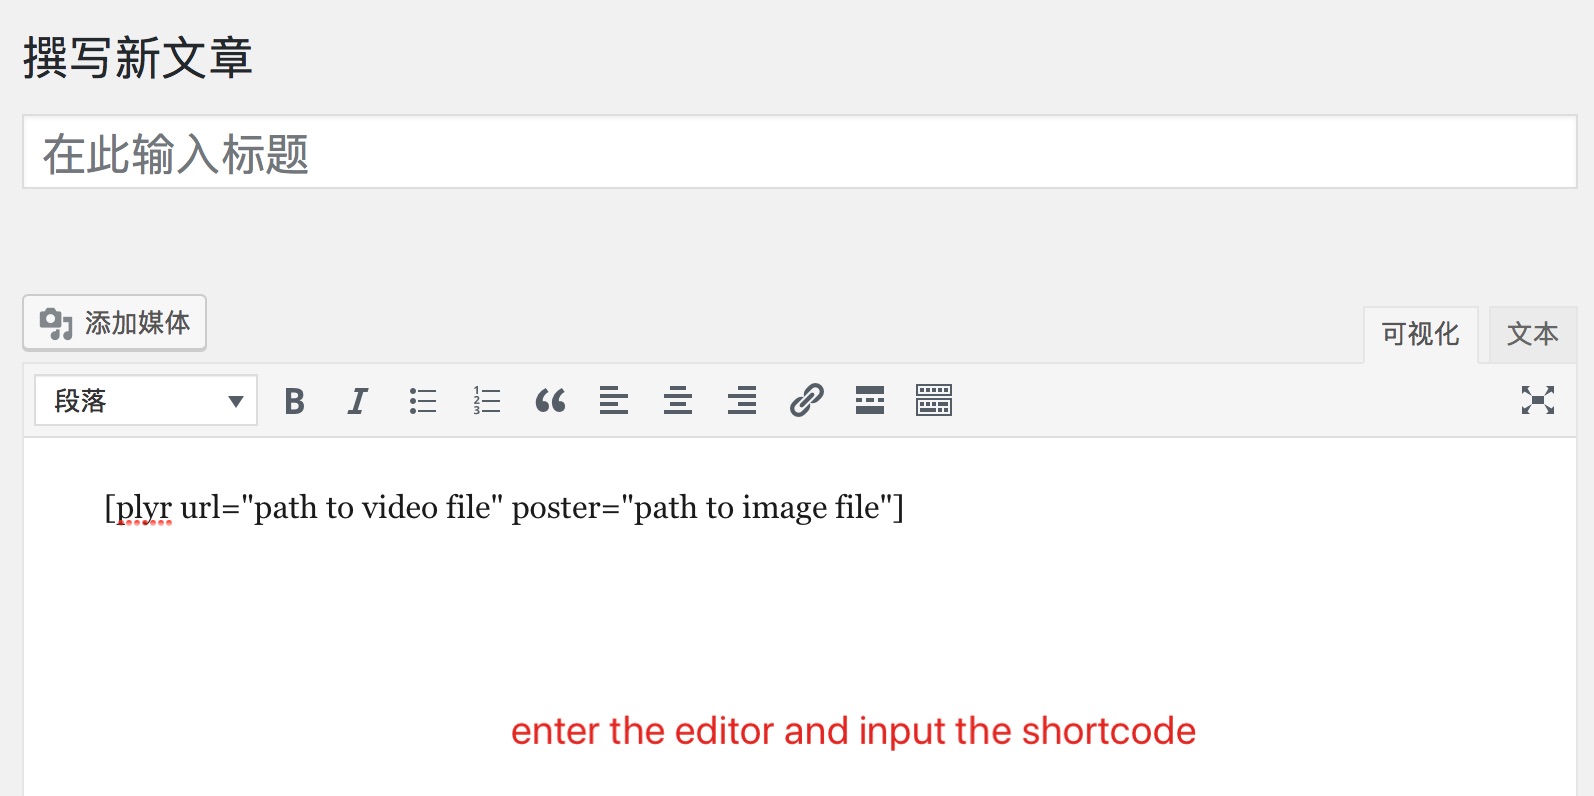 撰写新文章
在此输入标题
添加媒体
可视化
文本
段落
B I
[plyr url="path to video file" poster="path to image file"]
enter the editor and input the shortcode